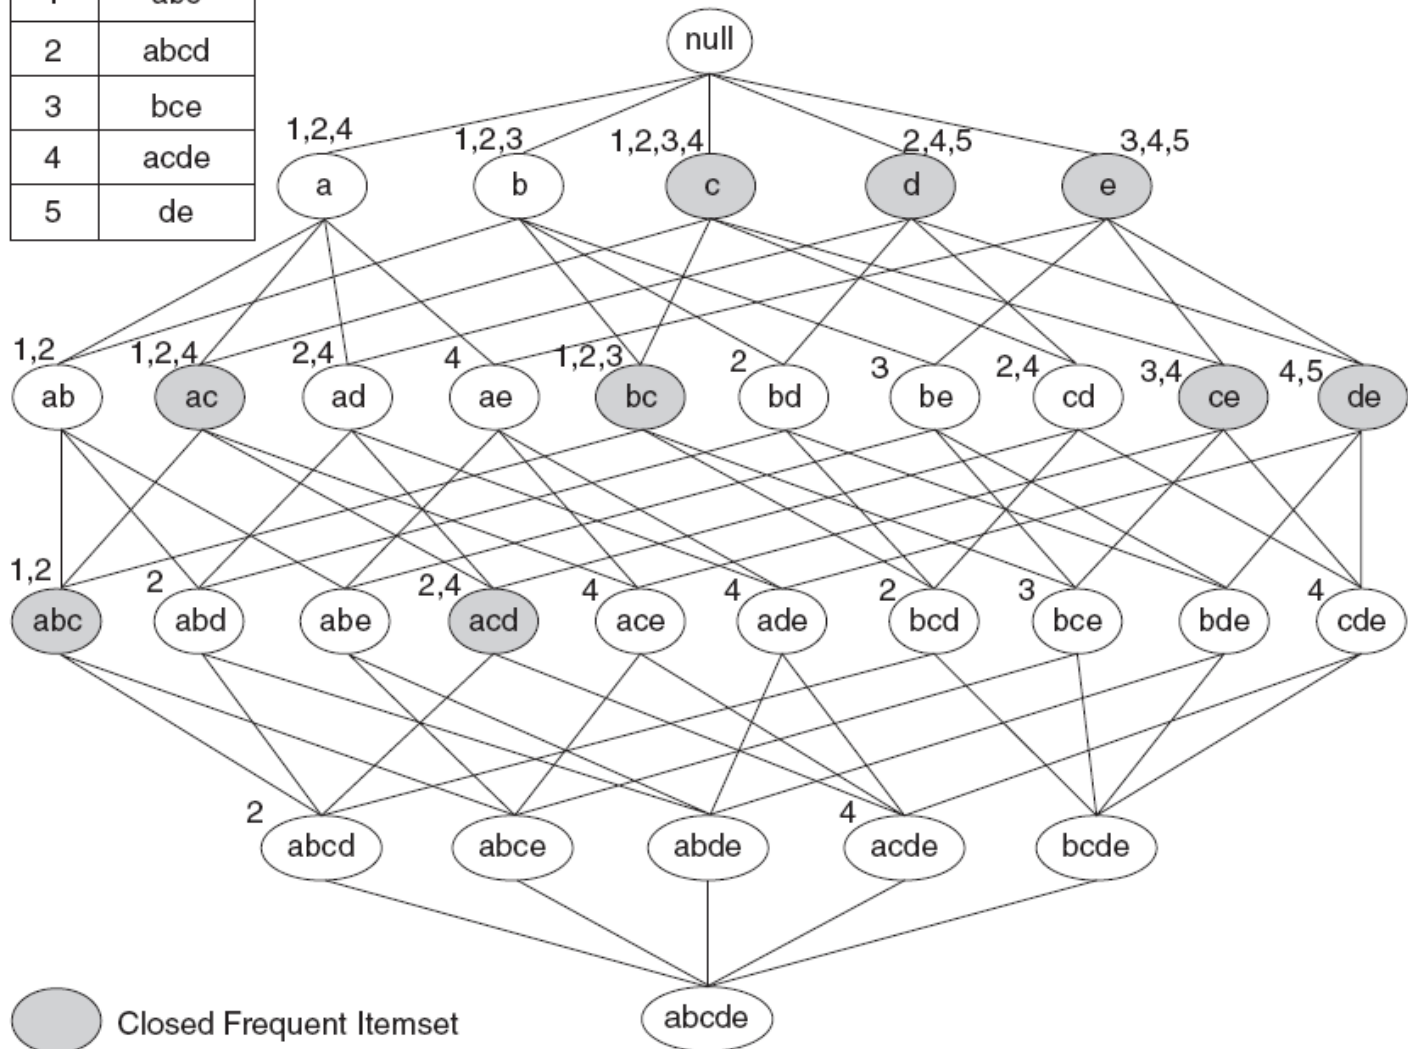 1 abc
2 abcd
3 bce
4 acde
5 de
null
1,2,4 1,2,3 1,2,3,4 2,4,5 3,4,5
a b c d e
1,2 1,2,4 2,4 4 1,2,3 2 3 2,4 3,4 4,5
ab ac ad ae bc bd be cd ce de
1,2 2 2,4 4 4 2 3 4
abc abd abe acd ace ade bcd bce bde cde
2 4
abcd abce abde acde bcde
abcde
Closed Frequent Itemset